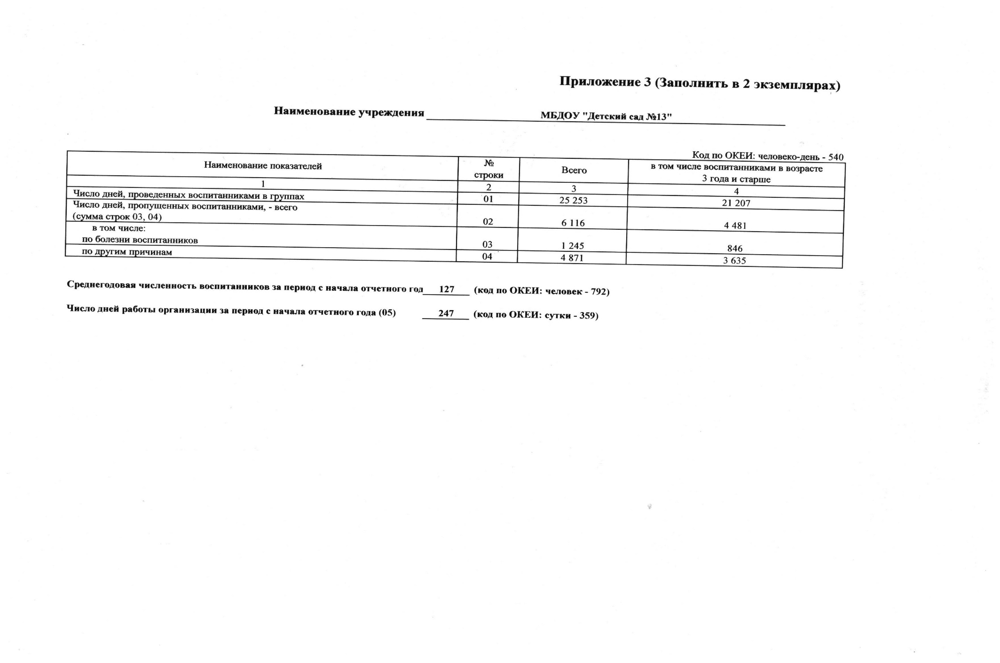 Приложение 3 (Заполнить в 2 экземплярах)
Наименование учреждения МБДОУ "Детский сад №13"
Код по ОКЕИ: человеко-день - 540
Наименование показателей № строки Всего в том числе воспитанниками в возрасте 3 года и старше
1 2 3 4
Число дней, проведенных воспитанниками в группах 01 25 253 21 207
Число дней, пропущенных воспитанниками, - всего
(сумма строк 03, 04) 02 6 116 4 481
в том числе:
по болезни воспитанников 03 1 245 846
по другим причинам 04 4 871 3 635
Среднегодовая численность воспитанников за период с начала отчетного год 127 (код по ОКЕИ: человек - 792)
Число дней работы организации за период с начала отчетного года (05) 247 (код по ОКЕИ: сутки - 359)